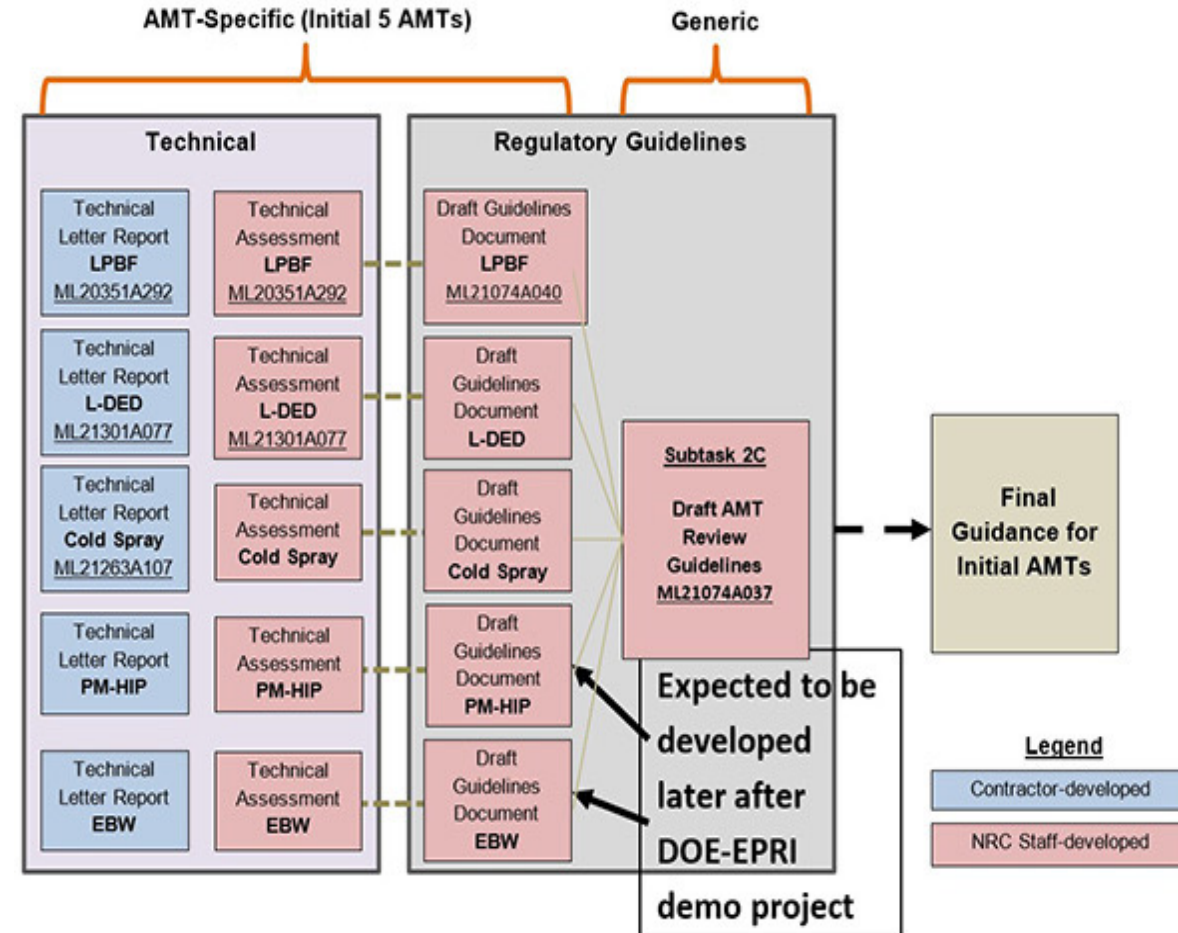 AMT-Specific (Initial 5 AMTs)
Generic
Technical
Regulatory Guidelines
Technical
Letter Report
LPBF
ML20351A292
Technical
Assessment
LPBF
ML20351A292
Draft Guidelines
Document
LPBF
ML21074A040
Technical
Letter Report
L-DED
ML21301A077
Technical
Assessment
L-DED
ML21301A077
Draft
Guidelines
Document
L-DED
Technical
Letter Report
Cold Spray
ML21263A107
Technical
Assessment
Cold Spray
Draft
Guidelines
Document
Cold Spray
Technical
Letter Report
PM-HIP
Technical
Assessment
PM-HIP
Draft
Guidelines
Document
PM-HIP
Technical
Letter Report
EBW
Technical
Assessment
EBW
Draft
Guidelines
Document
EBW
Subtask 2C
Draft AMT
Review
Guidelines
ML21074A037
Expected to be
developed
later after
DOE-EPRI
demo project
Final
Guidance for
Initial AMTs
Legend
Contractor-developed
NRC Staff-developed